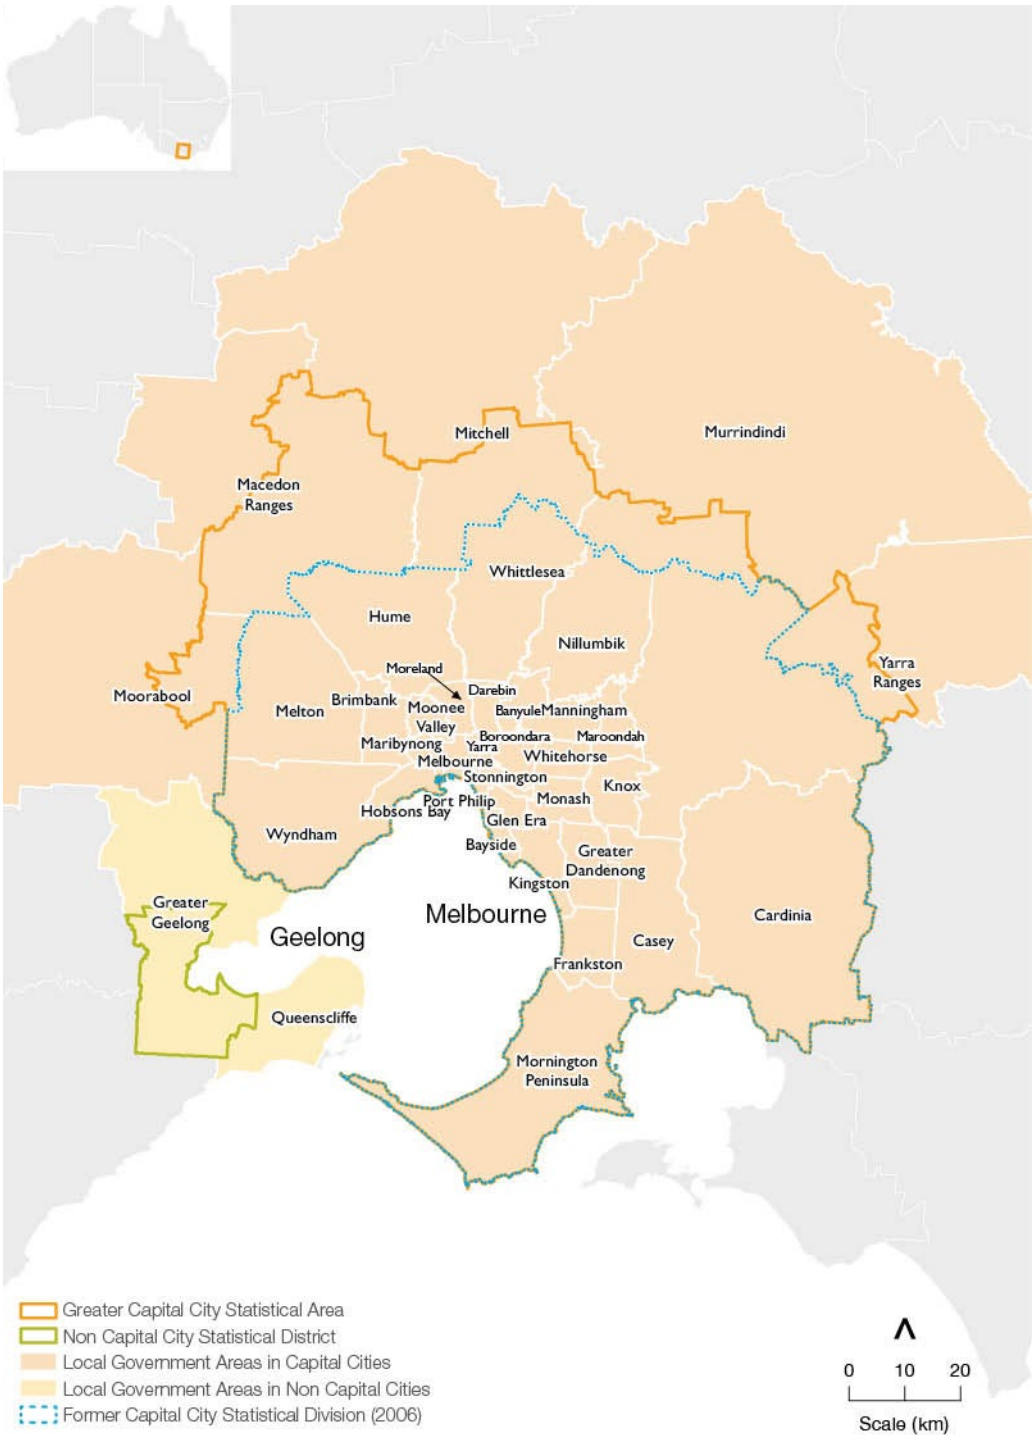 Mitchell
Murrindindi
Macedon
Ranges
Whittlesea
Hume
Nillumbik
Moreland
Yarra
Ranges
Moorabool
Darebin
Brimbank
Moonee
Valley
Melton
Banyule
Manningham
Maribynong
Yarra
Boroondara
Maroondah
Melbourne
Whitehorse
Stonnington
Knox
Port Philip
Monash
Hobsons Bay
Glen Era
Wyndham
Bayside
Greater
Dandenong
Kingston
Greater
Geelong
Melbourne
Cardinia
Geelong
Casey
Frankston
Queenscliffe
Mornington
Peninsula
Greater Capital City Statistical Area
Non Capital City Statistical District
Local Government Areas in Capital Cities
Local Government Areas in Non Capital Cities
Former Capital City Statistical Division (2006)
0 10 20
Scale (km)